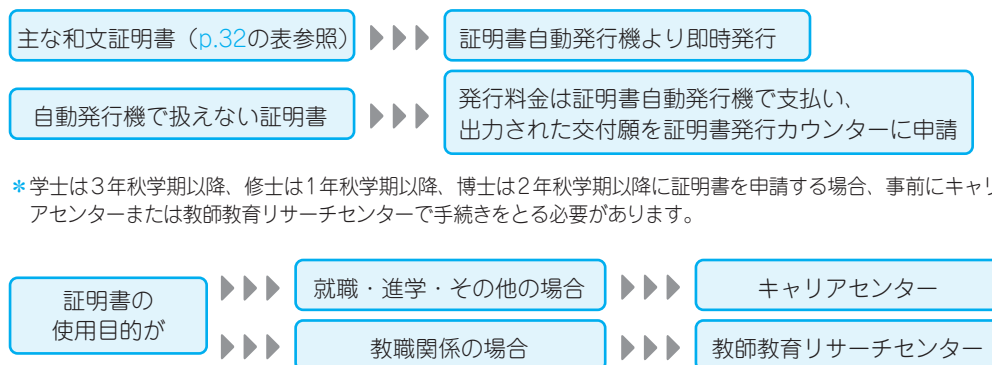 主な和文証明書（p.32の表参照）
証明書自動発行機より即時発行
自動発行機で扱えない証明書
発行料金は証明書自動発行機で支払い、
出力された交付願を証明書発行カウンターに申請
＊学士は3年秋学期以降、修士は1年秋学期以降、博士は2年秋学期以降に証明書を申請する場合、事前にキャリ
アセンターまたは教師教育リサーチセンターで手続きをとる必要があります。
証明書の
使用目的が
就職・進学・その他の場合
キャリアセンター
教職関係の場合
教師教育リサーチセンター